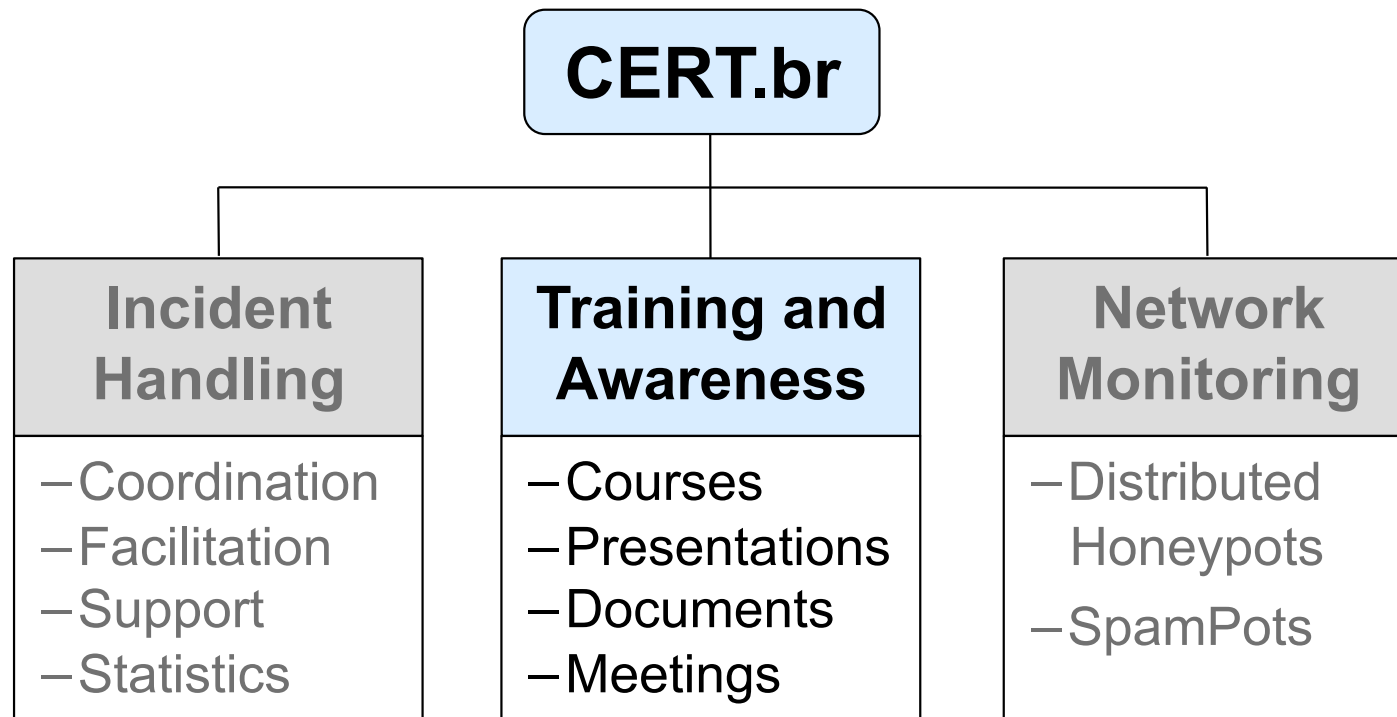 CERT.br
Incident
Handling
–Coordination
–Facilitation
–Support
–Statistics
Training and
Awareness
–Courses
–Presentations
–Documents
–Meetings
Network
Monitoring
–Distributed
Honeypots
–SpamPots